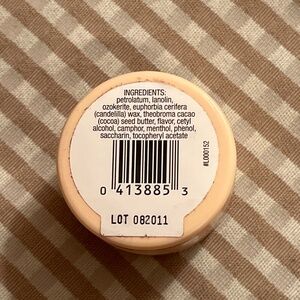 INGREDIENTS:
petrolatum, lanolin,
ozokerite, euphorbia cerifera
(candelilla) wax, theobroma cacao
(cocoa) seed butter, flavor, cetyl
alcohol, camphor, menthol, phenol,
saccharin, tocopheryl acetate
#L000152
0 413885 3
LOT 082011